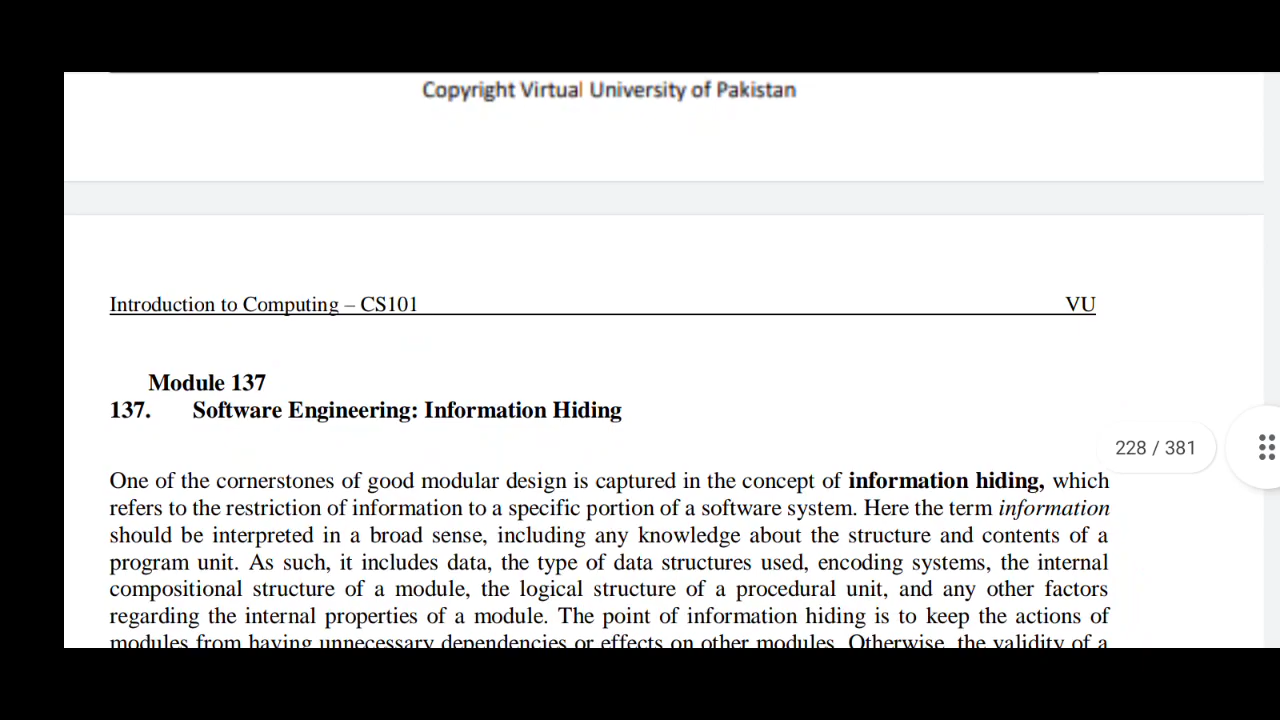 Copyright Virtual University of Pakistan
Introduction to Computing – CS101 VU
Module 137
137. Software Engineering: Information Hiding
228 / 381
One of the cornerstones of good modular design is captured in the concept of information hiding, which
refers to the restriction of information to a specific portion of a software system. Here the term information
should be interpreted in a broad sense, including any knowledge about the structure and contents of a
program unit. As such, it includes data, the type of data structures used, encoding systems, the internal
compositional structure of a module, the logical structure of a procedural unit, and any other factors
regarding the internal properties of a module. The point of information hiding is to keep the actions of
modules from having unnecessary dependencies or effects on other modules. Otherwise, the validity of a